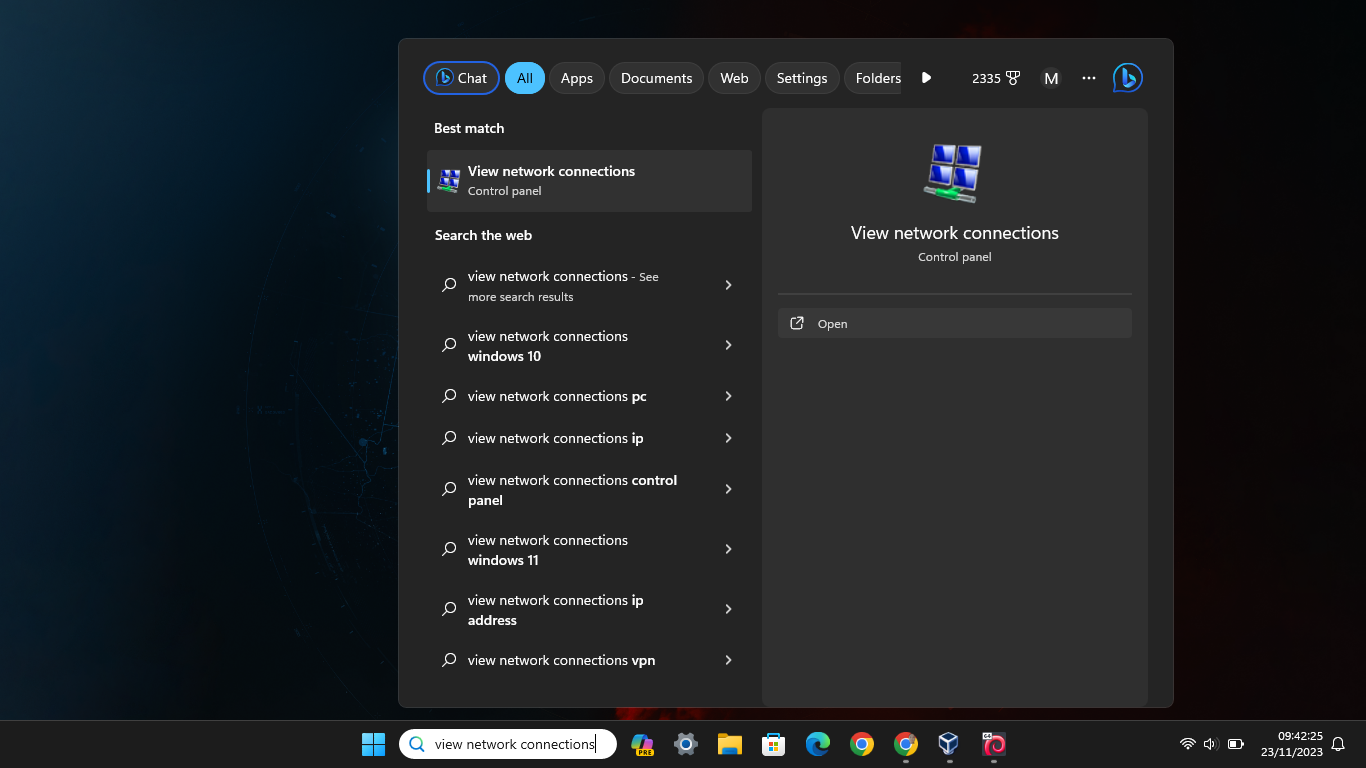 Chat
All
Apps
Documents
Web
Settings
Folders
2335
M
Best match
View network connections
Control panel
Search the web
view network connections - See
more search results
view network connections
windows 10
view network connections pc
view network connections ip
view network connections control
panel
view network connections
windows 11
view network connections ip
address
view network connections vpn
View network connections
Control panel
Open
view network connections
PRE
64
09:42:25
23/11/2023